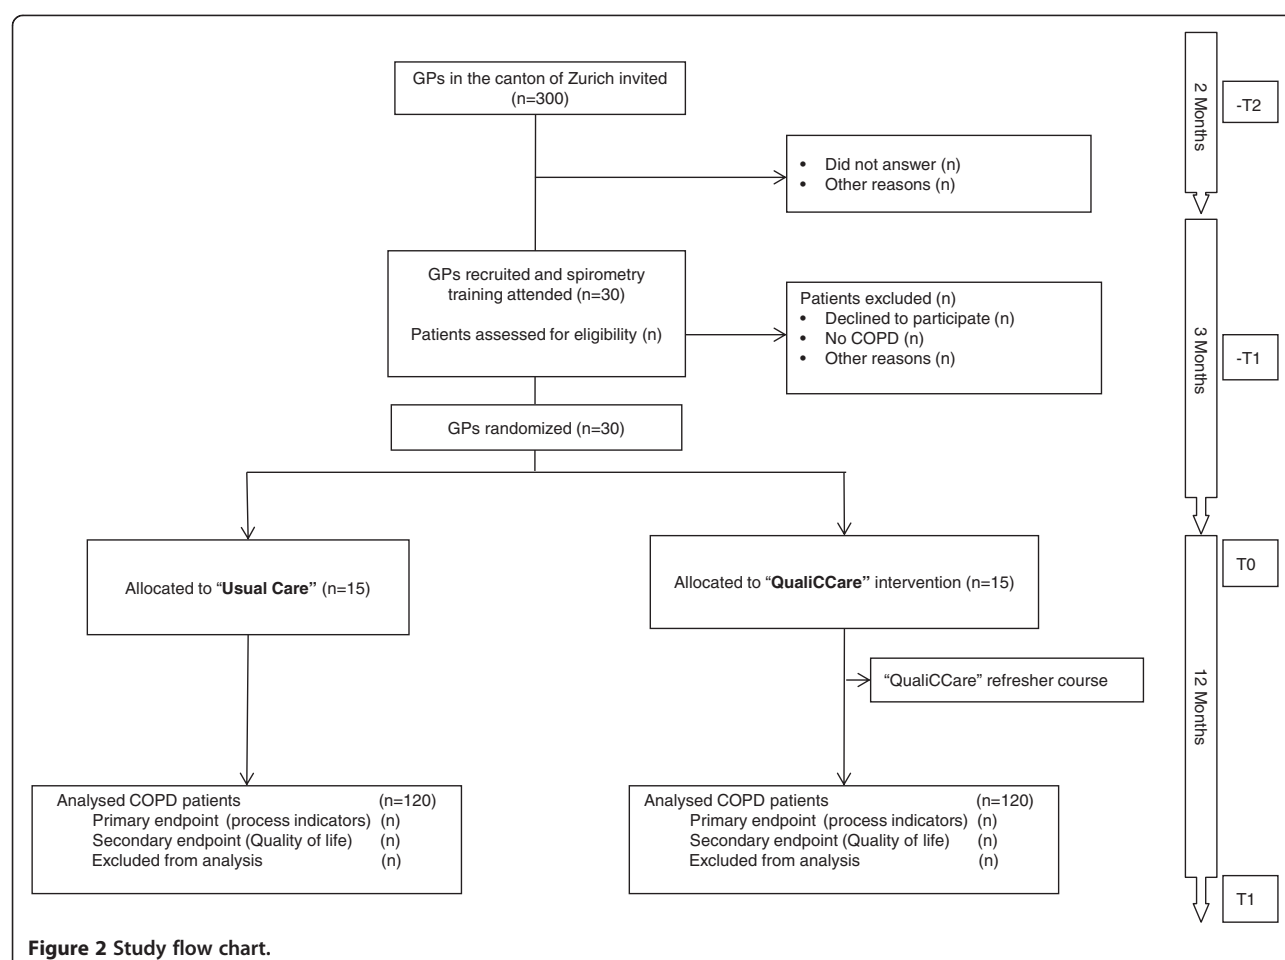 GPs in the canton of Zurich invited
(n=300)
• Did not answer (n)
• Other reasons (n)
GPs recruited and spirometry
training attended (n=30)
Patients assessed for eligibility (n)
Patients excluded (n)
• Declined to participate (n)
• No COPD (n)
• Other reasons (n)
GPs randomized (n=30)
Allocated to “Usual Care” (n=15)
Allocated to “QualiCCare” intervention (n=15)
“QualiCCare” refresher course
Analysed COPD patients (n=120)
Primary endpoint (process indicators) (n)
Secondary endpoint (Quality of life) (n)
Excluded from analysis (n)
Analysed COPD patients (n=120)
Primary endpoint (process indicators) (n)
Secondary endpoint (Quality of life) (n)
Excluded from analysis (n)
2 Months
-T2
3 Months
-T1
T0
12 Months
T1
Figure 2 Study flow chart.